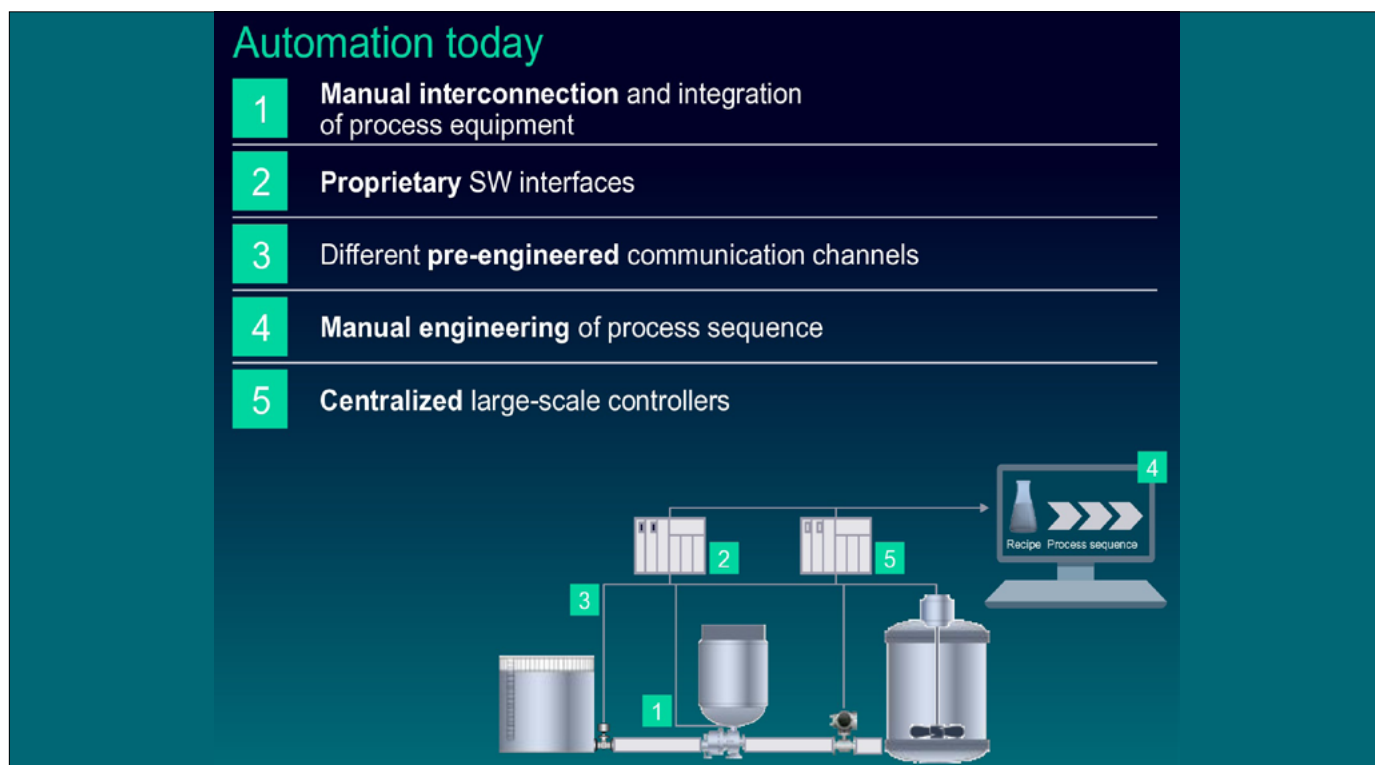 Automation today
1
Manual interconnection and integration
of process equipment
2
Proprietary SW interfaces
3
Different pre-engineered communication channels
4
Manual engineering of process sequence
5
Centralized large-scale controllers
4
Recipe Process sequence
2
5
3
1